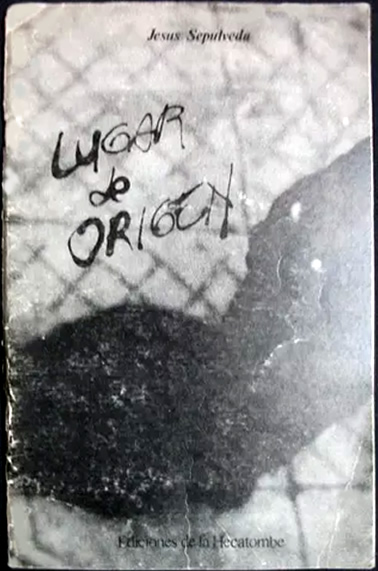 Jesus Sepulveda
LUGAR
de
ORIGEN
Ediciones de la Hecatombe